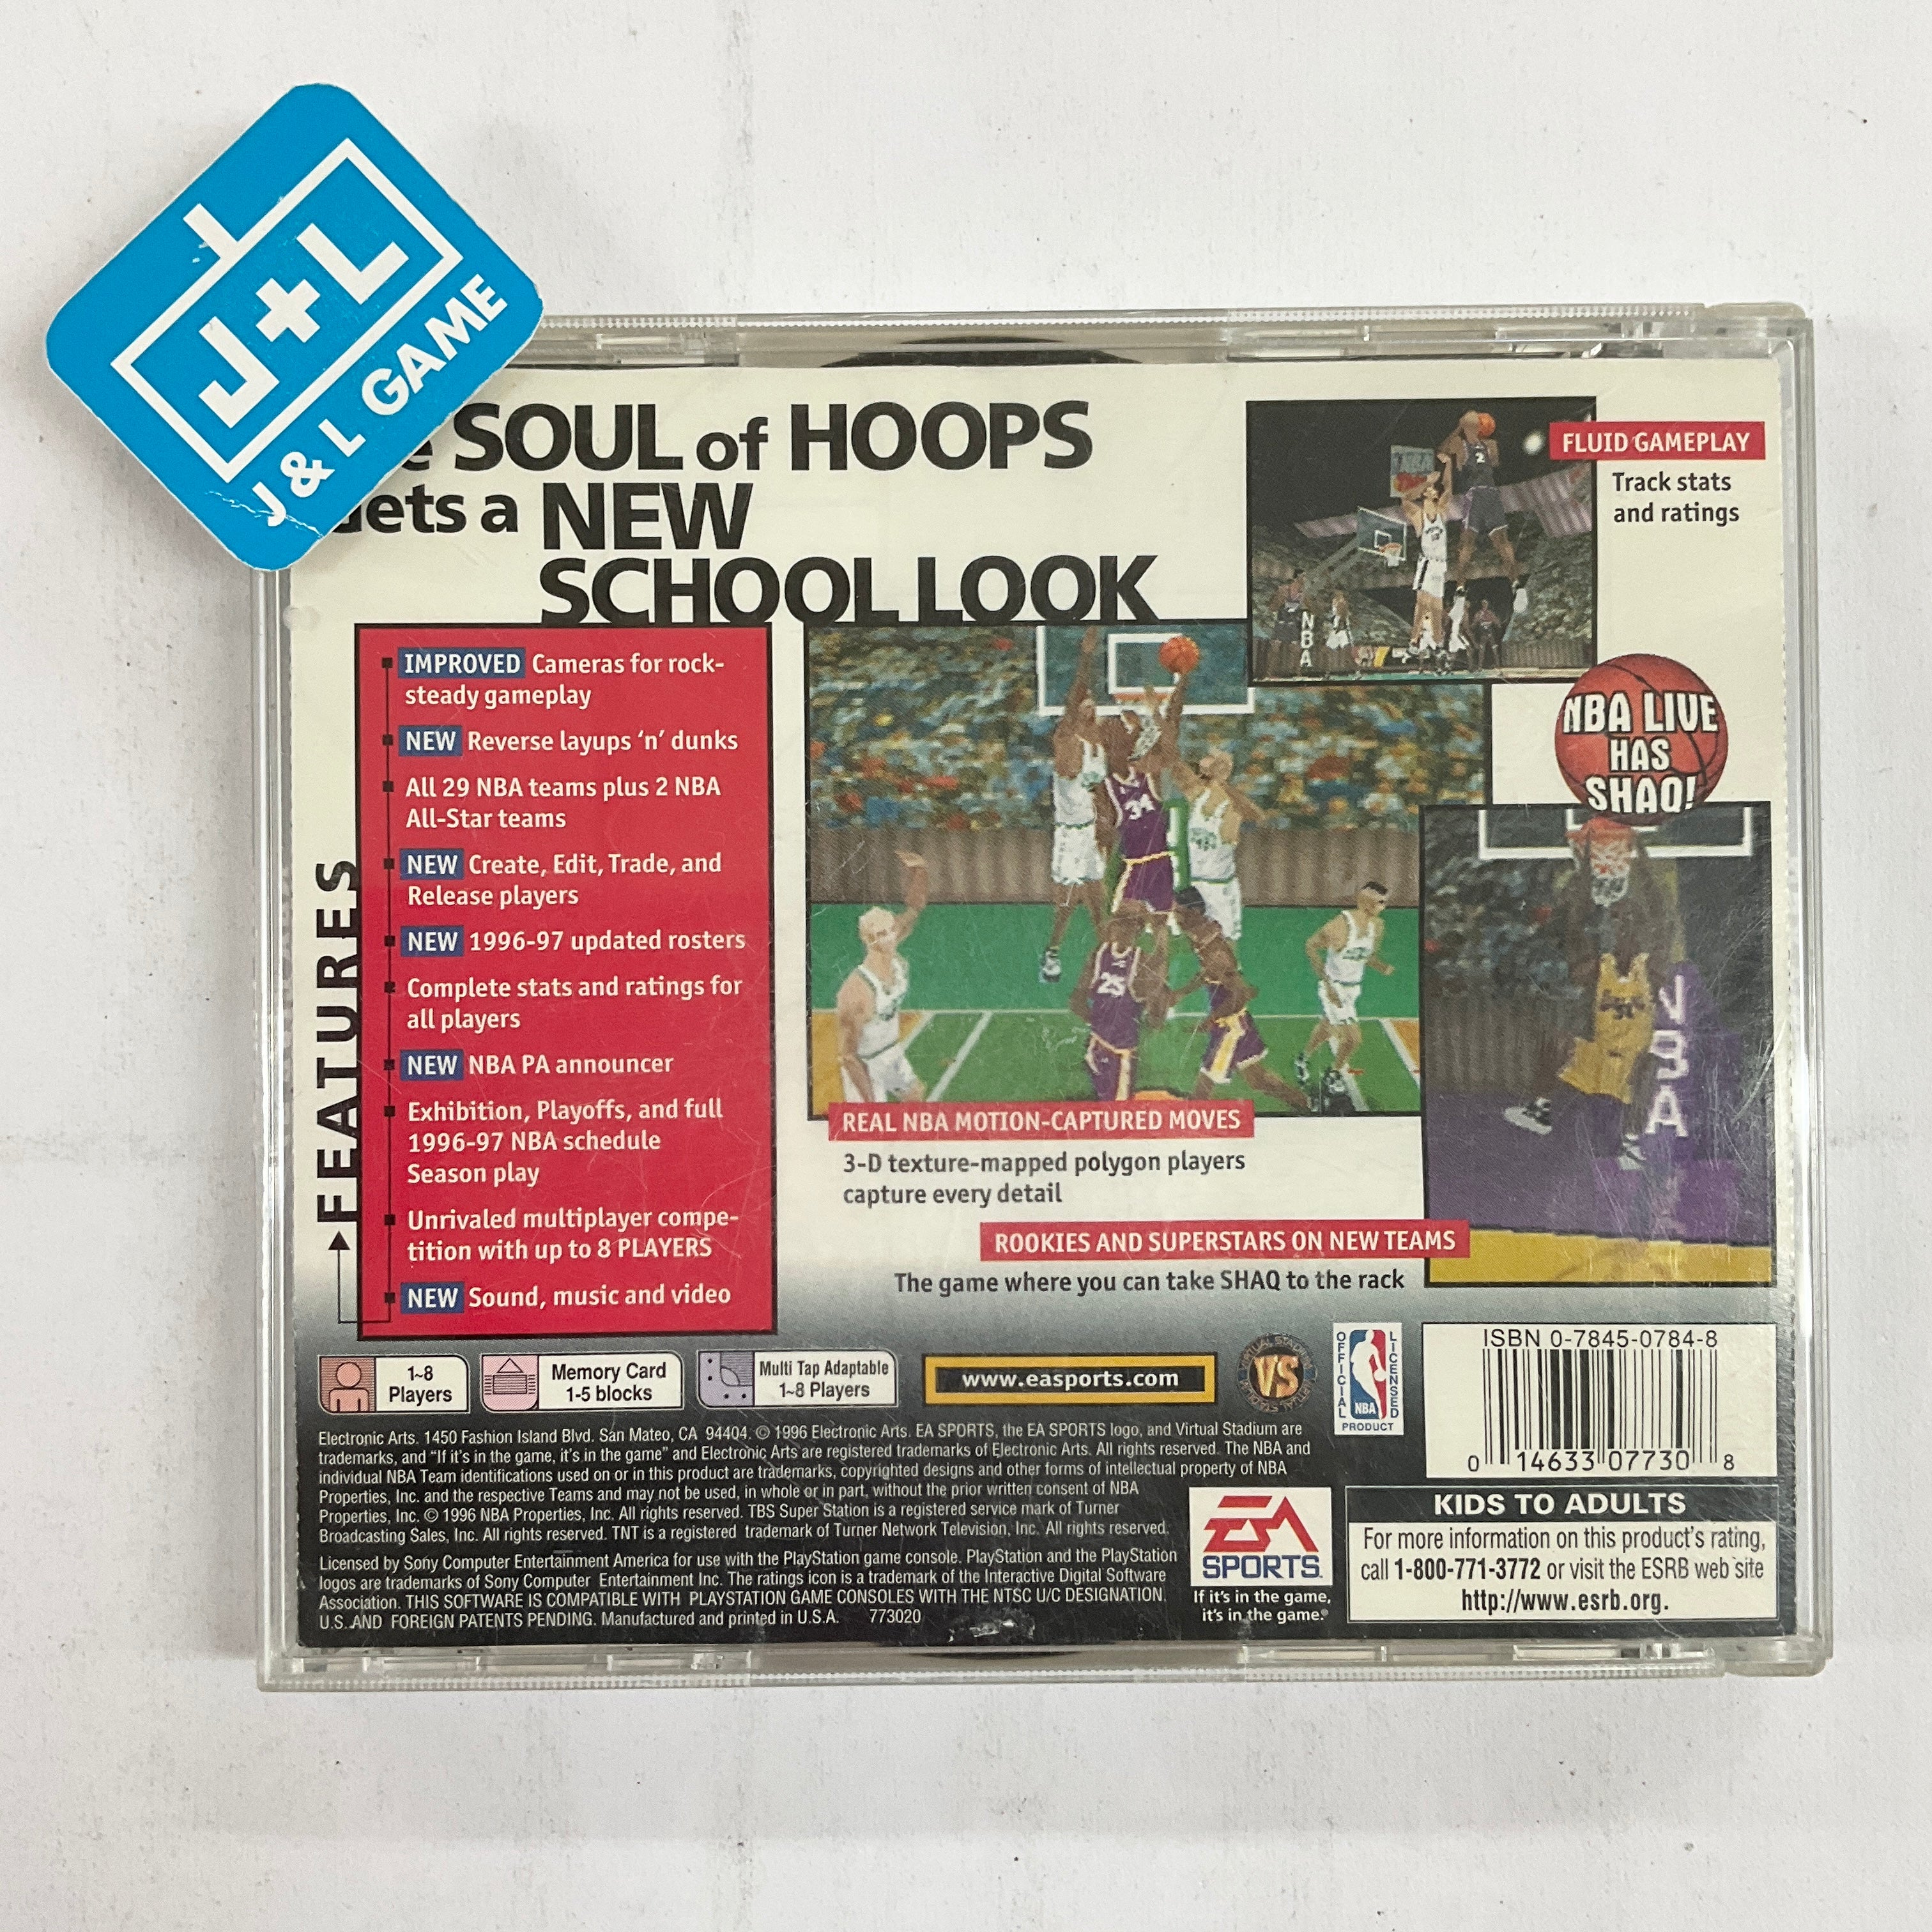 J+L
J & L GAME
SOUL of HOOPS
Gets a NEW
SCHOOL LOOK
FEATURES
IMPROVED Cameras for rock-
steady gameplay
NEW Reverse layups 'n' dunks
All 29 NBA teams plus 2 NBA
All-Star teams
NEW Create, Edit, Trade, and
Release players
NEW 1996-97 updated rosters
Complete stats and ratings for
all players
NEW NBA PA announcer
Exhibition, Playoffs, and full
1996-97 NBA schedule
Season play
Unrivaled multiplayer compe-
tition with up to 8 PLAYERS
NEW Sound, music and video
FLUID GAMEPLAY
Track stats
and ratings
NBA
NBA
2
NBA LIVE
HAS
SHAQ!
34
25
NBA
REAL NBA MOTION-CAPTURED MOVES
3-D texture-mapped polygon players
capture every detail
ROOKIES AND SUPERSTARS ON NEW TEAMS
The game where you can take SHAQ to the rack
1~8
Players
Memory Card
1-5 blocks
Multi Tap Adaptable
1~8 Players
www.easports.com
VIRTUAL STADIUM
VS
OFFICIAL
LICENSED
NBA
PRODUCT
ISBN 0-7845-0784-8
0 14633 07730 8
Electronic Arts. 1450 Fashion Island Blvd. San Mateo, CA 94404. © 1996 Electronic Arts. EA SPORTS, the EA SPORTS logo, and Virtual Stadium are
trademarks, and "If it's in the game, it's in the game" and Electronic Arts are registered trademarks of Electronic Arts. All rights reserved. The NBA and
individual NBA Team identifications used on or in this product are trademarks, copyrighted designs and other forms of intellectual property of NBA
Properties, Inc. and the respective Teams and may not be used, in whole or in part, without the prior written consent of NBA
Properties, Inc. © 1996 NBA Properties, Inc. All rights reserved. TBS Super Station is a registered service mark of Turner
Broadcasting Sales, Inc. All rights reserved. TNT is a registered trademark of Turner Network Television, Inc. All rights reserved.
Licensed by Sony Computer Entertainment America for use with the PlayStation game console. PlayStation and the PlayStation
logos are trademarks of Sony Computer Entertainment Inc. The ratings icon is a trademark of the Interactive Digital Software
Association. THIS SOFTWARE IS COMPATIBLE WITH PLAYSTATION GAME CONSOLES WITH THE NTSC U/C DESIGNATION.
U.S. AND FOREIGN PATENTS PENDING. Manufactured and printed in U.S.A. 773020
EA
SPORTS
If it's in the game,
it's in the game.®
KIDS TO ADULTS
For more information on this product's rating,
call 1-800-771-3772 or visit the ESRB web site
http://www.esrb.org.